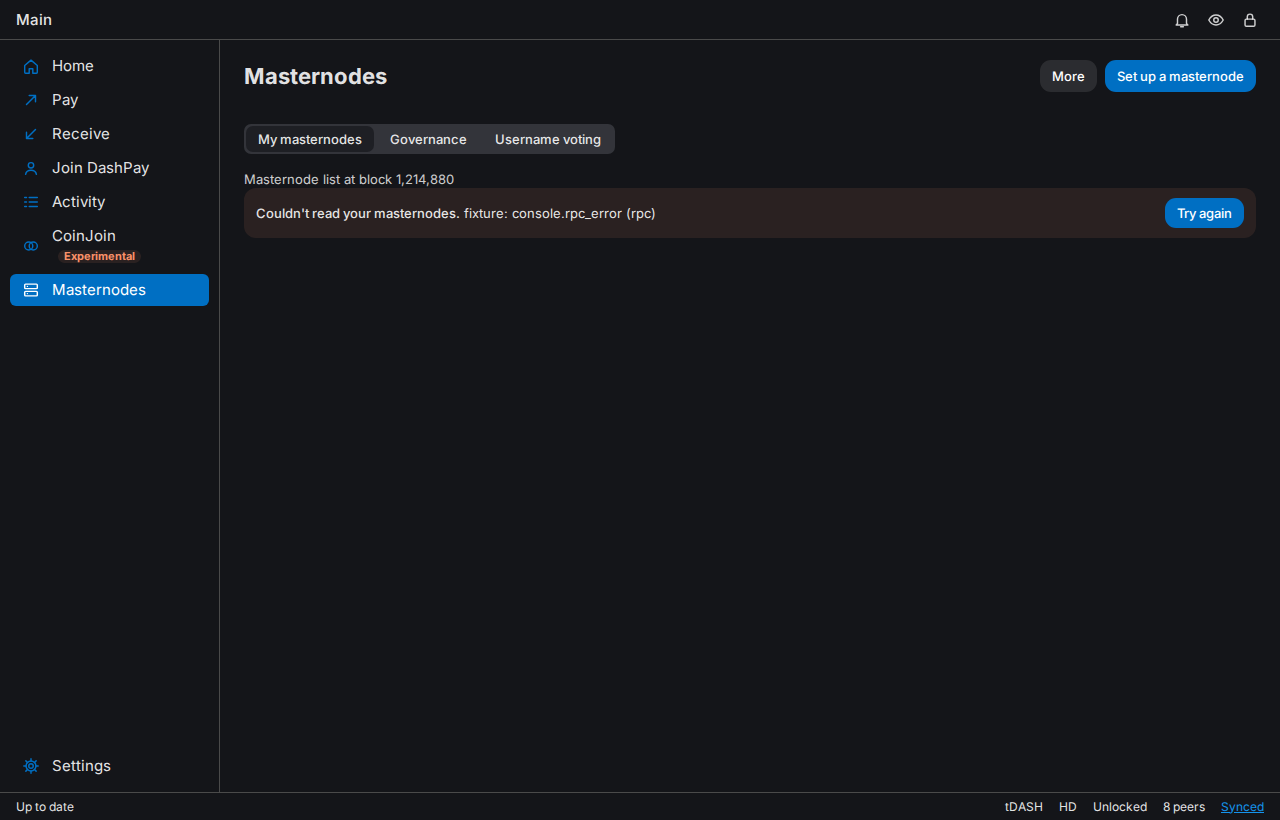 Main
Home
Pay
Receive
Join DashPay
Activity
CoinJoin
Experimental
Masternodes
Settings
Masternodes
More
Set up a masternode
My masternodes
Governance
Username voting
Masternode list at block 1,214,880
Couldn't read your masternodes. fixture: console.rpc_error (rpc)
Try again
Up to date
tDASH
HD
Unlocked
8 peers
Synced